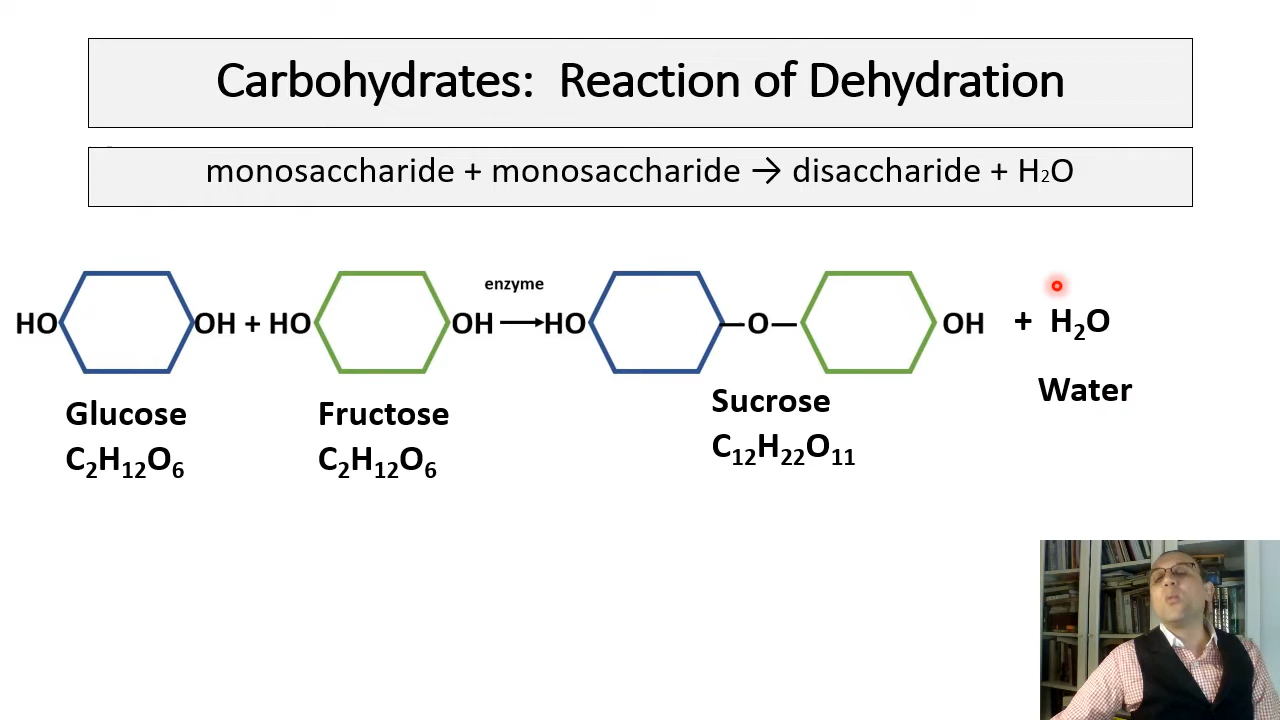 Carbohydrates: Reaction of Dehydration
monosaccharide + monosaccharide → disaccharide + H₂O
enzyme
HO OH + HO OH → HO —O— OH + H₂O
Glucose
C₂H₁₂O₆
Fructose
C₂H₁₂O₆
Sucrose
C₁₂H₂₂O₁₁
Water